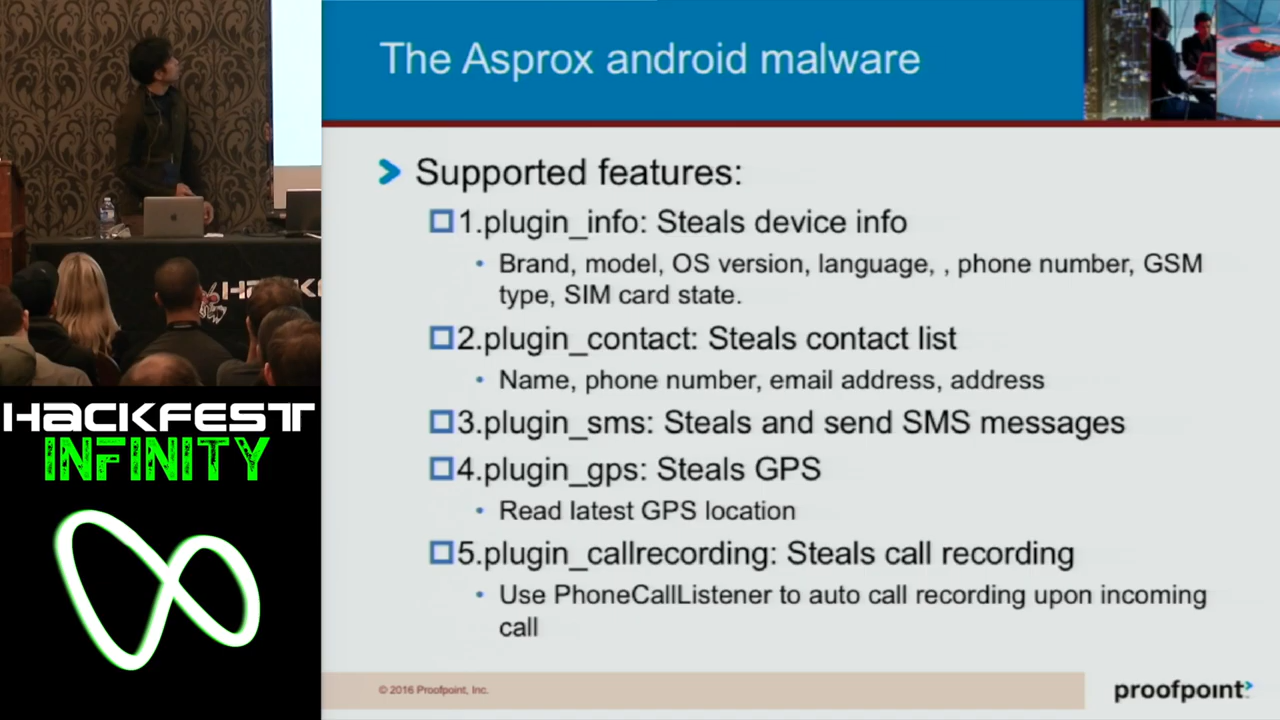 The Asprox android malware
Supported features:
1.plugin_info: Steals device info
Brand, model, OS version, language, , phone number, GSM
type, SIM card state.
2.plugin_contact: Steals contact list
Name, phone number, email address, address
3.plugin_sms: Steals and send SMS messages
4.plugin_gps: Steals GPS
Read latest GPS location
5.plugin_callrecording: Steals call recording
Use PhoneCallListener to auto call recording upon incoming
call
© 2016 Proofpoint, Inc.
proofpoint
HACKFEST
INFINITY